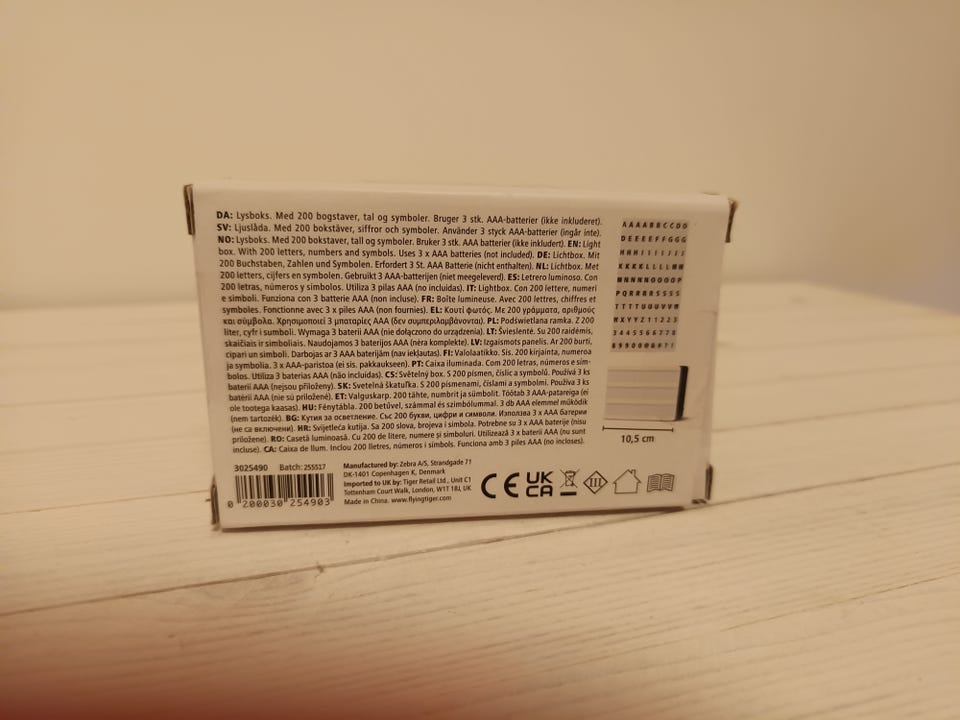 DA: Lysboks. Med 200 bogstaver, tal og symboler. Bruger 3 stk. AAA-batterier (ikke inkluderet).
SV: Ljuslåda. Med 200 bokstäver, siffror och symboler. Använder 3 styck AAA-batterier (ingår inte).
NO: Lysboks. Med 200 bokstaver, tall og symboler. Bruker 3 stk. AAA batterier (ikke inkludert). EN: Light
box. With 200 letters, numbers and symbols. Uses 3 x AAA batteries (not included). DE: Lichtbox. Mit
200 Buchstaben, Zahlen und Symbolen. Erfordert 3 St. AAA Batterie (nicht enthalten). NL: Lichtbox. Met
200 letters, cijfers en symbolen. Gebruikt 3 AAA-batterijen (niet meegeleverd). ES: Letrero luminoso. Con
200 letras, números y símbolos. Utiliza 3 pilas AAA (no incluidas). IT: Lightbox. Con 200 lettere, numeri
e simboli. Funziona con 3 batterie AAA (non incluse). FR: Boîte lumineuse. Avec 200 lettres, chiffres et
symboles. Fonctionne avec 3 x piles AAA (non fournies). EL: Κουτί φωτός. Με 200 γράμματα, αριθμούς
και σύμβολα. Χρησιμοποιεί 3 μπαταρίες AAA (δεν συμπεριλαμβάνονται). PL: Podświetlana ramka. Z 200
liter, cyfr i symboli. Wymaga 3 baterii AAA (nie dołączono do urządzenia). LT: Švieslentė. Su 200 raidėmis,
skaičiais ir simboliais. Naudojamos 3 baterijos AAA (nėra komplekte). LV: Izgaismots panelis. Ar 200 burti,
cipari un simboli. Darbojas ar 3 AAA baterijām (nav iekļautas). FI: Valolaatikko. Sis. 200 kirjainta, numeroa
ja symbolia. 3 x AAA-paristoa (ei sis. pakkaukseen). PT: Caixa iluminada. Com 200 letras, números e sím-
bolos. Utiliza 3 baterias AAA (não incluídas). CS: Světelný box. S 200 písmen, číslic a symbolů. Používá 3 ks
baterií AAA (nejsou přiloženy). SK: Svetelná škatuľka. S 200 písmenami, číslami a symbolmi. Používa 3 ks
batérií AAA (nie sú priložené). ET: Valguskarp. 200 tähte, numbrit ja sümbolit. Töötab 3 AAA-patareiga (ei
ole tootega kaasas). HU: Fénytábla. 200 betűvel, számmal és szimbólummal. 3 db AAA elemmel működik
(nem tartozék). BG: Кутия за осветление. Със 200 букви, цифри и символи. Използва 3 x AAA батерии
(не са включени). HR: Svijetleća kutija. Sa 200 slova, brojeva i simbola. Potrebne su 3 x AAA baterije (nisu
priložene). RO: Casetă luminoasă. Cu 200 de litere, numere și simboluri. Utilizează 3 x baterii AAA (nu sunt
incluse). CA: Caixa de llum. Inclou 200 lletres, números i símbols. Funciona amb 3 piles AAA (no incloses).
AAAABBCCDD
DEEEEFFGGG
HHHIIIIJJJ
KKKKLLLLMM
NNNNNOOOOP
PQRRRRSSSS
TTTTUUUVVW
WXYYZ11223
3445566778
10,5 cm
3025490 Batch: 255517
0 200030 254903
Manufactured by: Zebra A/S, Strandgade 71
DK-1401 Copenhagen K, Denmark
Imported to UK by: Tiger Retail Ltd., Unit C1
Tottenham Court Walk, London, W1T 1BJ, UK
Made in China. www.flyingtiger.com
CE
UK
CA
III